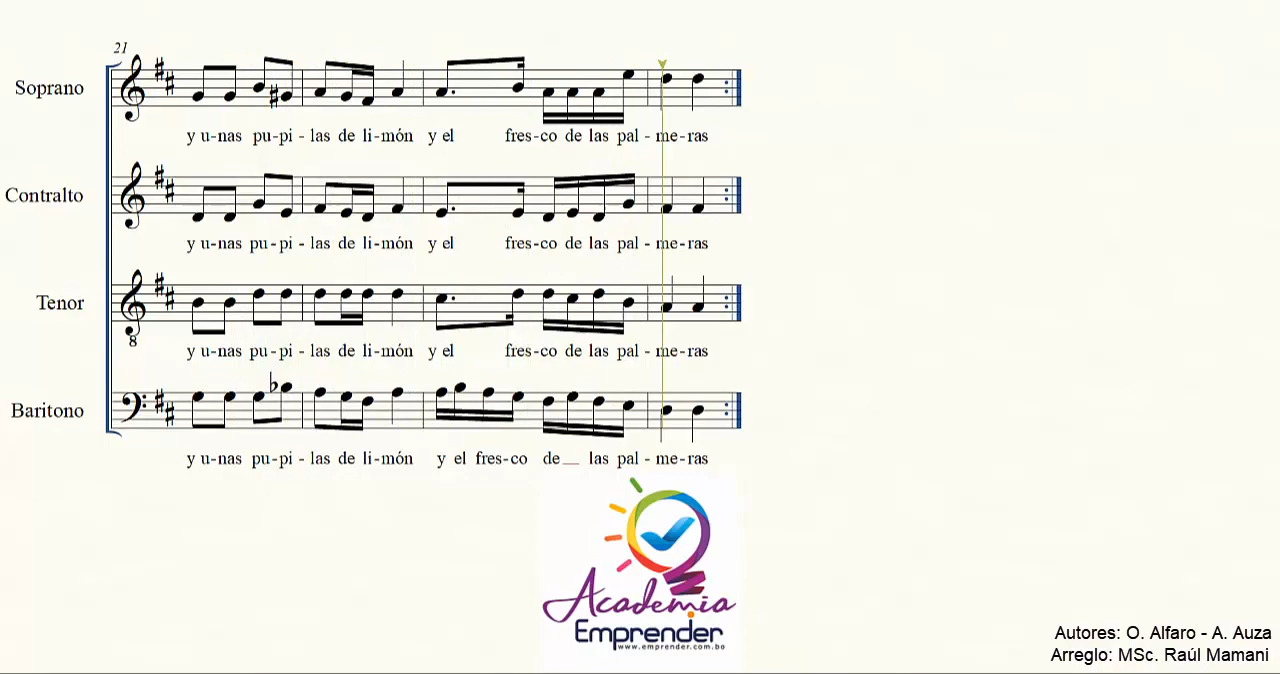 21
Soprano
y u-nas pu-pi - las de li-món y el fres-co de las pal - me-ras
Contralto
y u-nas pu-pi - las de li-món y el fres-co de las pal - me-ras
Tenor
8
y u-nas pu-pi - las de li-món y el fres-co de las pal - me-ras
Baritono
y u-nas pu-pi - las de li-món y el fres-co de__ las pal - me-ras
Academia
Emprender
www.emprender.com.bo
Autores: O. Alfaro - A. Auza
Arreglo: MSc. Raúl Mamani